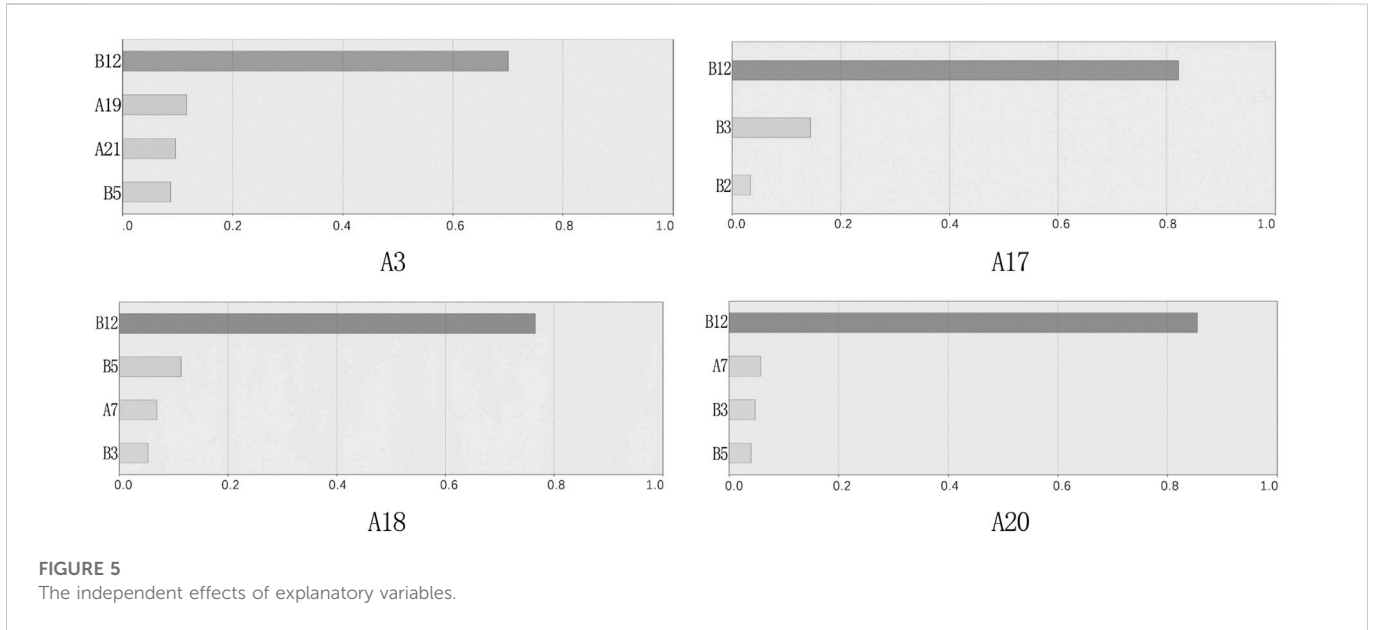 B12
A19
A21
B5
.0 0.2 0.4 0.6 0.8 1.0
A3
B12
B3
B2
0.0 0.2 0.4 0.6 0.8 1.0
A17
B12
B5
A7
B3
0.0 0.2 0.4 0.6 0.8 1.0
A18
B12
A7
B3
B5
0.0 0.2 0.4 0.6 0.8 1.0
A20
FIGURE 5
The independent effects of explanatory variables.